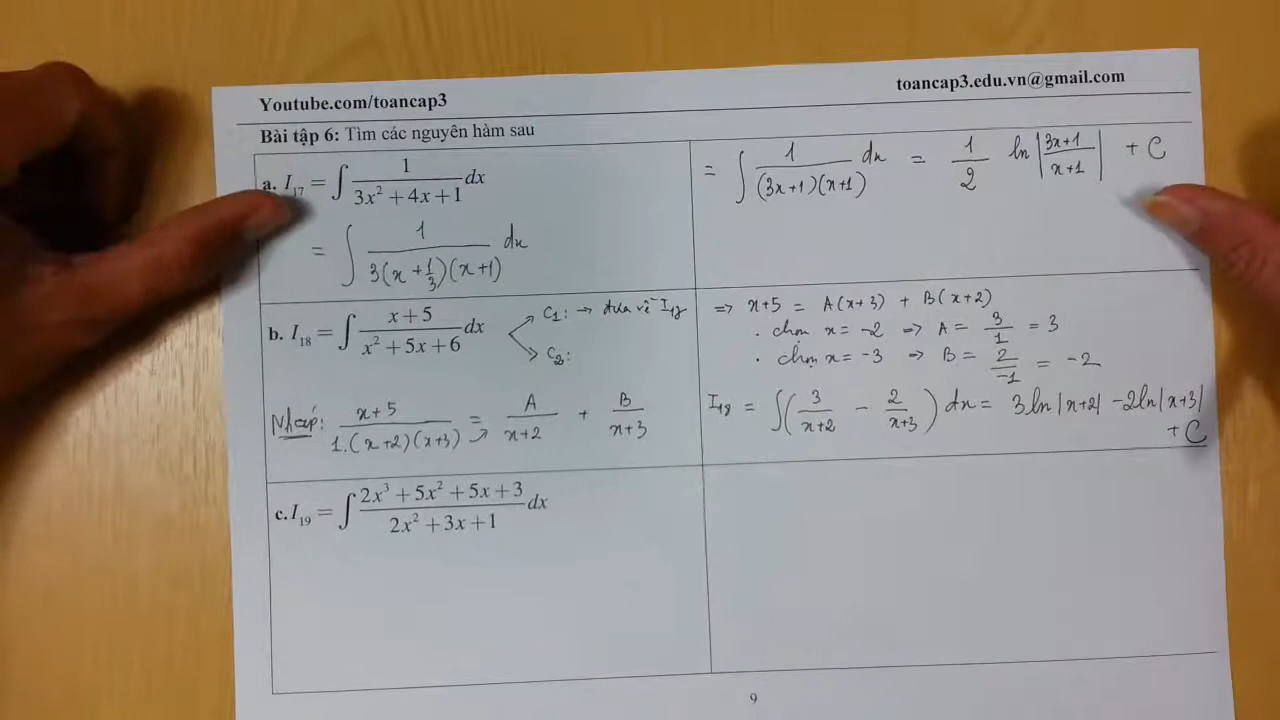 Youtube.com/toancap3
toancap3.edu.vn@gmail.com
Bài tập 6: Tìm các nguyên hàm sau
a. I₁₇ = ∫ 1/(3x² + 4x + 1) dx
= ∫ 1/(3(x + 1/3)(x + 1)) dx
= ∫ 1/((3x+1)(x+1)) dx = 1/2 ln |(3x+1)/(x+1)| + C
b. I₁₈ = ∫ (x + 5)/(x² + 5x + 6) dx
C₁: → đưa về I₁₇
C₂:
Nháp: (x+5)/(1.(x+2)(x+3)) = A/(x+2) + B/(x+3)
⇒ x+5 = A(x+3) + B(x+2)
· chọn x = -2 ⇒ A = 3/1 = 3
· chọn x = -3 ⇒ B = 2/-1 = -2
I₁₈ = ∫(3/(x+2) - 2/(x+3)) dx = 3ln|x+2| - 2ln|x+3|
+ C
c. I₁₉ = ∫ (2x³ + 5x² + 5x + 3)/(2x² + 3x + 1) dx
9